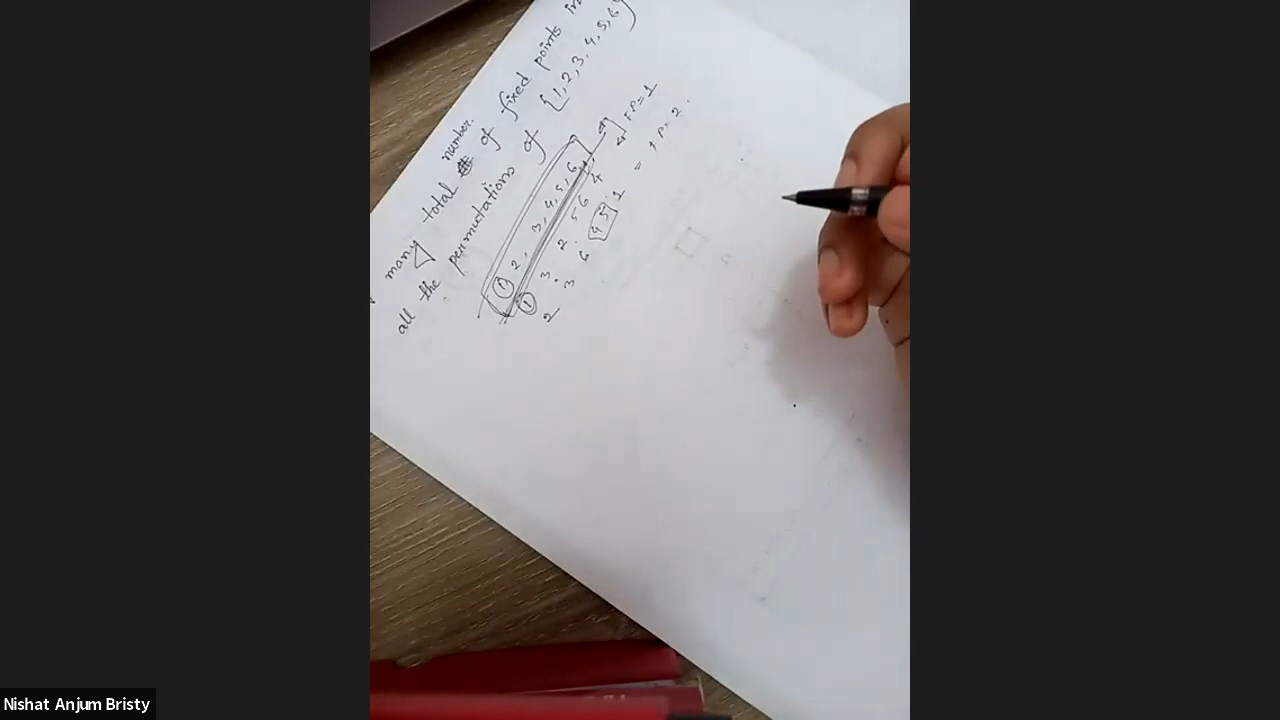 many total number. of fixed points in
all the permutations of {1, 2, 3, 4, 5, 6}
1 2, 3, 4, 5, 6
1 3. 2 5 6 4 F P = 1
2 3 6 4 5 1 = F P = 2.
Nishat Anjum Bristy